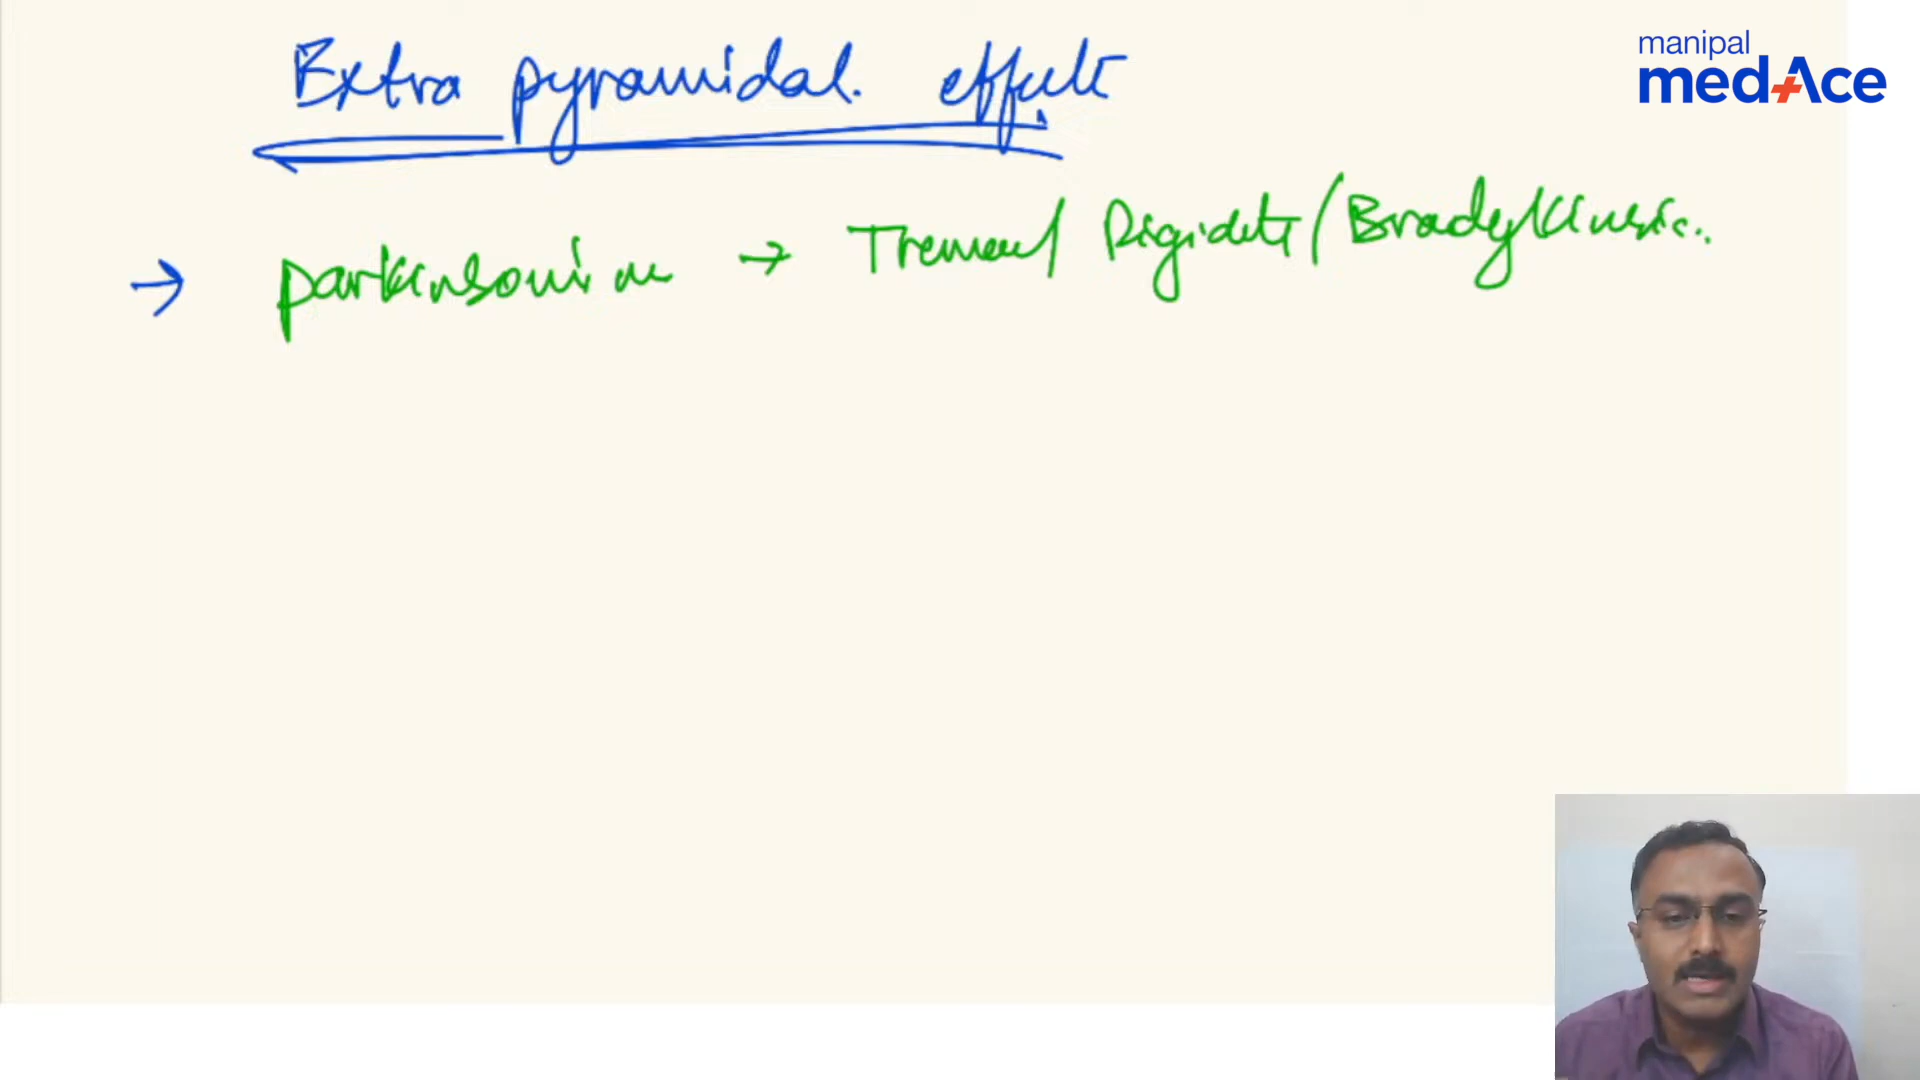 Extra pyramidal. effect
manipal
medAce
→ parkinsonism → Tremor/ Rigidity/Bradykinesia..